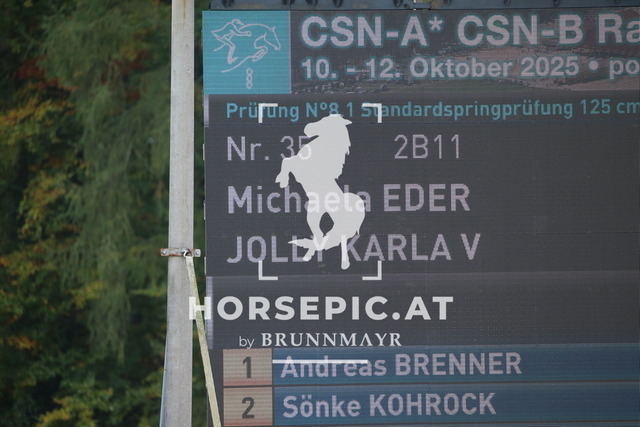 CSN-A* CSN-B Ra
10. - 12. Oktober 2025 • po
Prüfung N°8.1 Standardspringprüfung 125 cm
Nr. 35 2B11
Michaela EDER
JOLLY KARLA V
HORSEPIC.AT
by BRUNNMAYR
1 Andreas BRENNER
2 Sönke KOHROCK